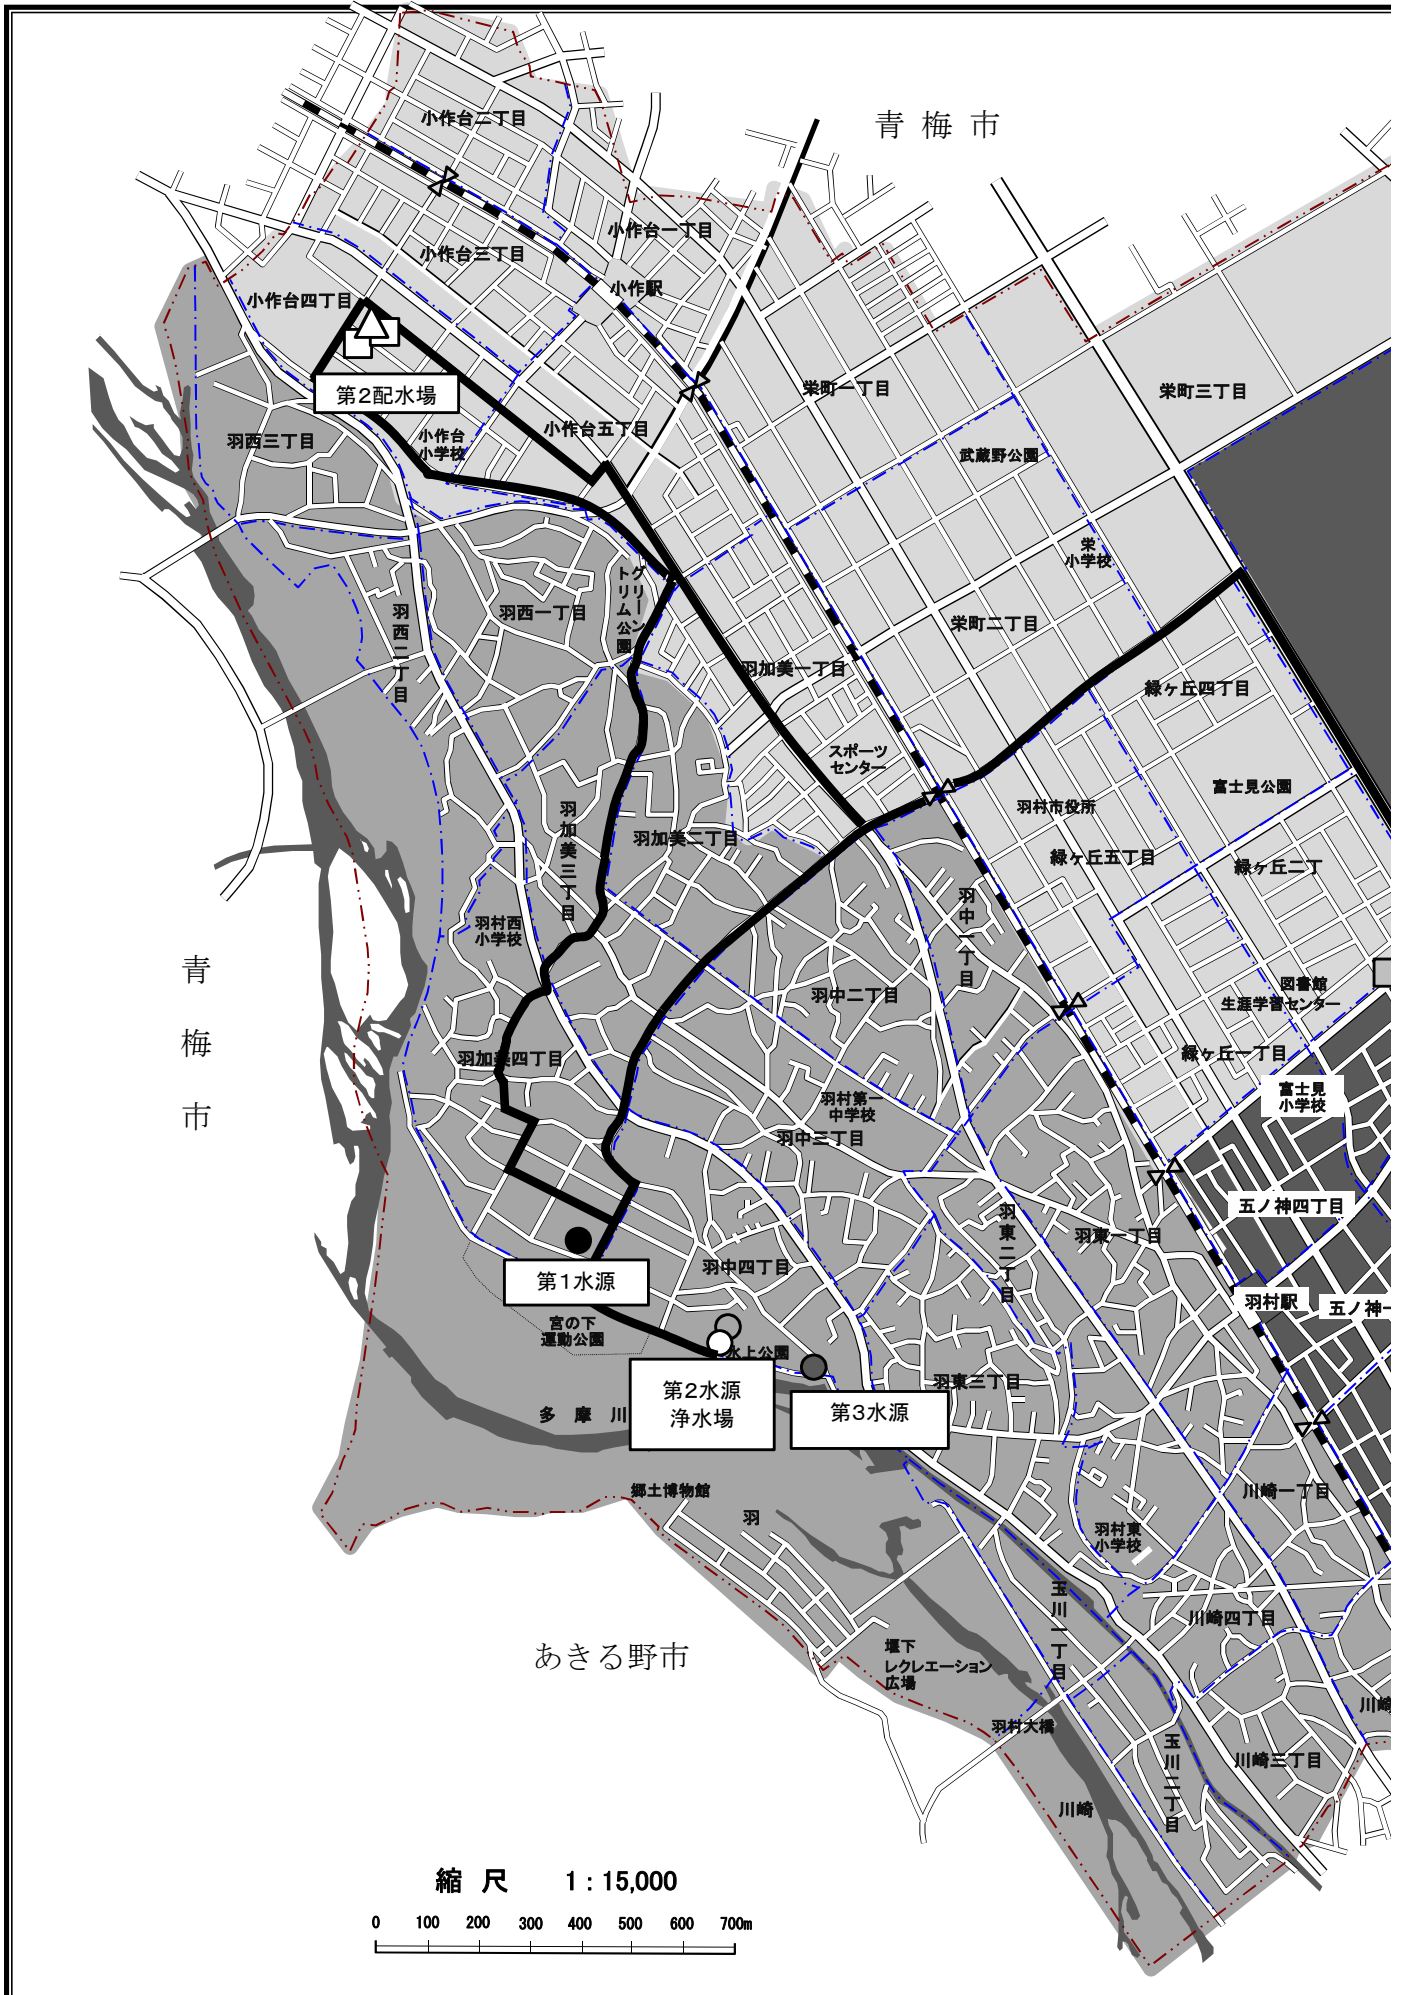 青梅市
小作台二丁目
小作台一丁目
小作台三丁目
小作駅
小作台四丁目
第2配水場
栄町一丁目
栄町三丁目
羽西三丁目
小作台
小学校
小作台五丁目
武蔵野公園
栄
小学校
グリーン
トリム公園
羽西一丁目
羽西二丁目
栄町二丁目
羽加美一丁目
緑ヶ丘四丁目
スポーツ
センター
羽村市役所
富士見公園
羽加美三丁目
羽加美二丁目
緑ヶ丘五丁目
緑ヶ丘二丁
羽村西
小学校
羽中一丁目
青梅市
羽中二丁目
図書館
生涯学習センター
羽加美四丁目
緑ヶ丘一丁目
羽村第一
中学校
富士見
小学校
羽中三丁目
五ノ神四丁目
羽東二丁目
羽東一丁目
羽中四丁目
第1水源
羽村駅
五ノ神一
宮の下
運動公園
水上公園
第2水源
浄水場
第3水源
羽東三丁目
多摩川
郷土博物館
羽
川崎一丁目
羽村東
小学校
玉川一丁目
川崎四丁目
あきる野市
堰下
レクレエーション
広場
川崎
羽村大橋
玉川二丁目
川崎三丁目
川崎
縮尺 1:15,000
0 100 200 300 400 500 600 700m